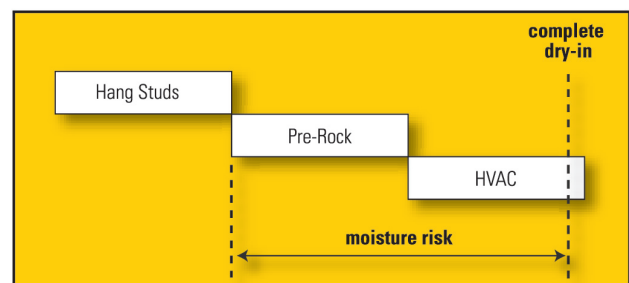 complete
dry-in
Hang Studs
Pre-Rock
HVAC
moisture risk